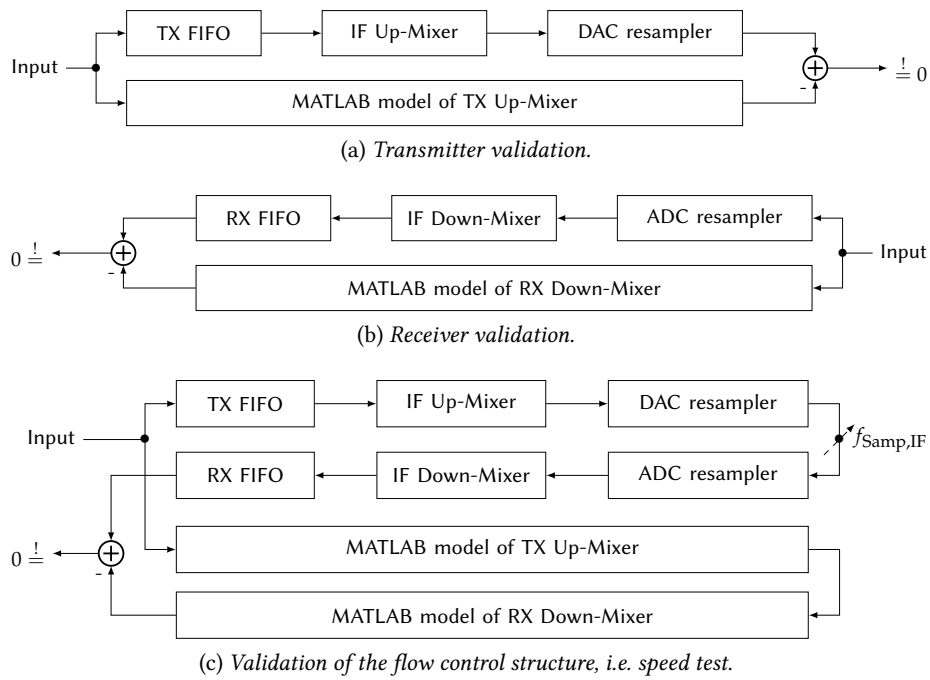 TX FIFO
IF Up-Mixer
DAC resampler
Input
+
-
! = 0
MATLAB model of TX Up-Mixer
(a) Transmitter validation.
RX FIFO
IF Down-Mixer
ADC resampler
0 = !
+
-
Input
MATLAB model of RX Down-Mixer
(b) Receiver validation.
TX FIFO
IF Up-Mixer
DAC resampler
Input
fSamp,IF
RX FIFO
IF Down-Mixer
ADC resampler
MATLAB model of TX Up-Mixer
0 = !
+
-
MATLAB model of RX Down-Mixer
(c) Validation of the flow control structure, i.e. speed test.